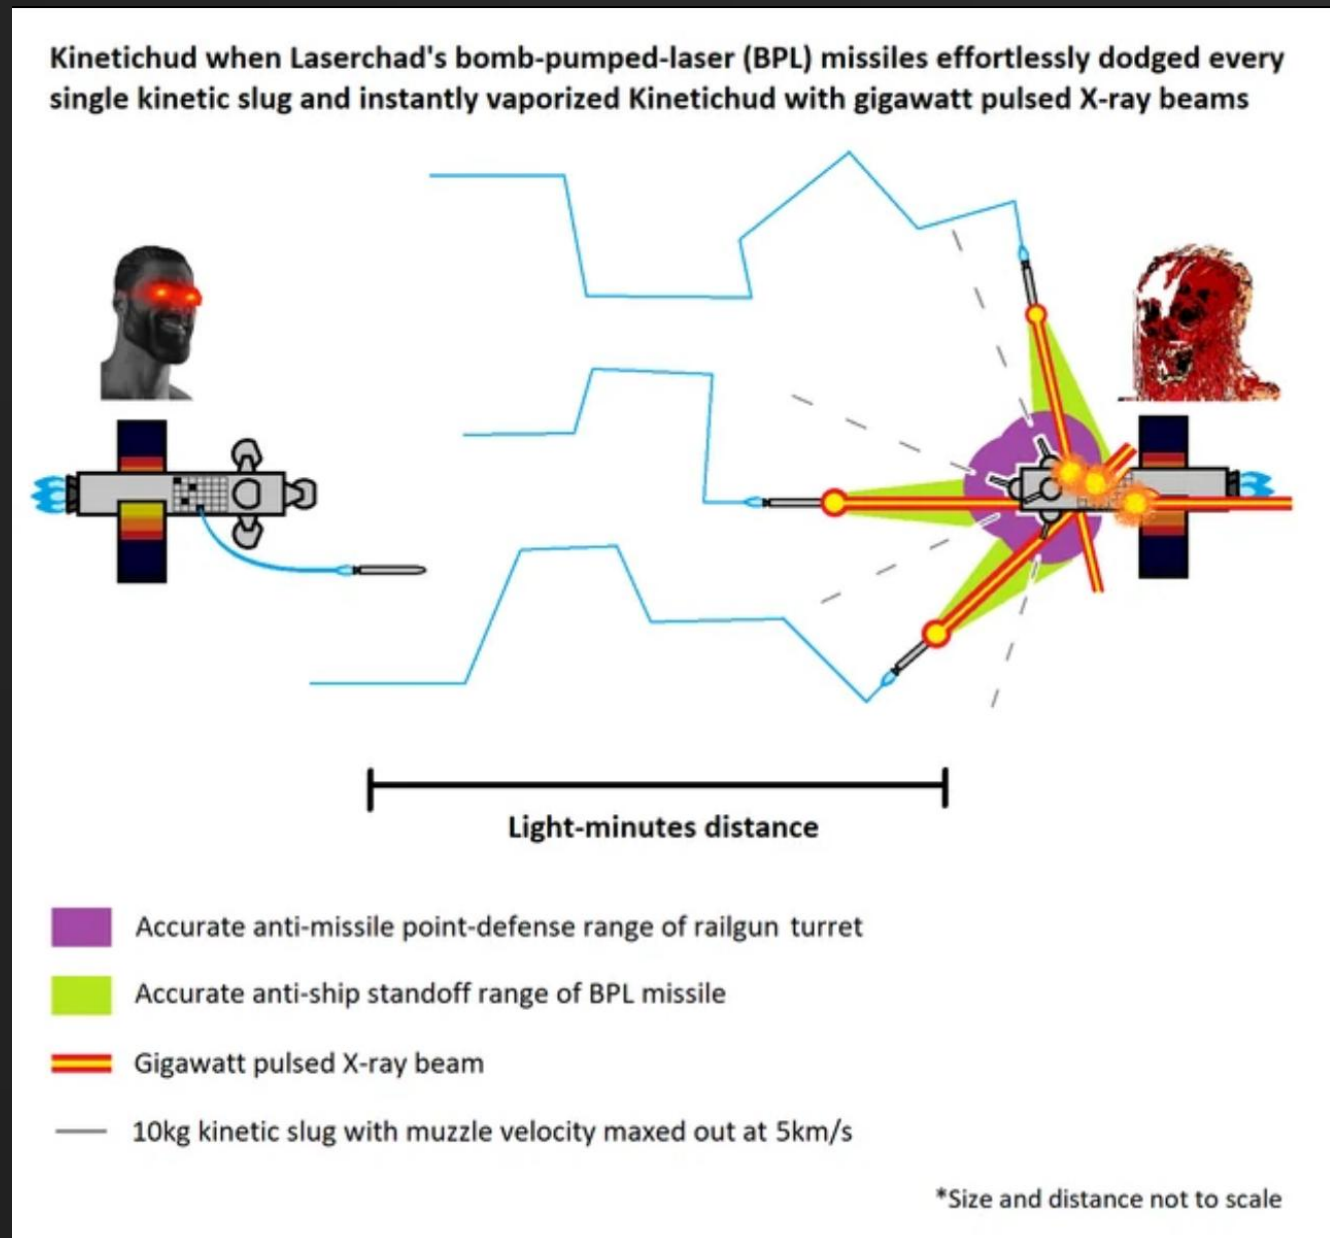 Kinetichud when Laserchad's bomb-pumped-laser (BPL) missiles effortlessly dodged every
single kinetic slug and instantly vaporized Kinetichud with gigawatt pulsed X-ray beams
Light-minutes distance
Accurate anti-missile point-defense range of railgun turret
Accurate anti-ship standoff range of BPL missile
Gigawatt pulsed X-ray beam
10kg kinetic slug with muzzle velocity maxed out at 5km/s
*Size and distance not to scale